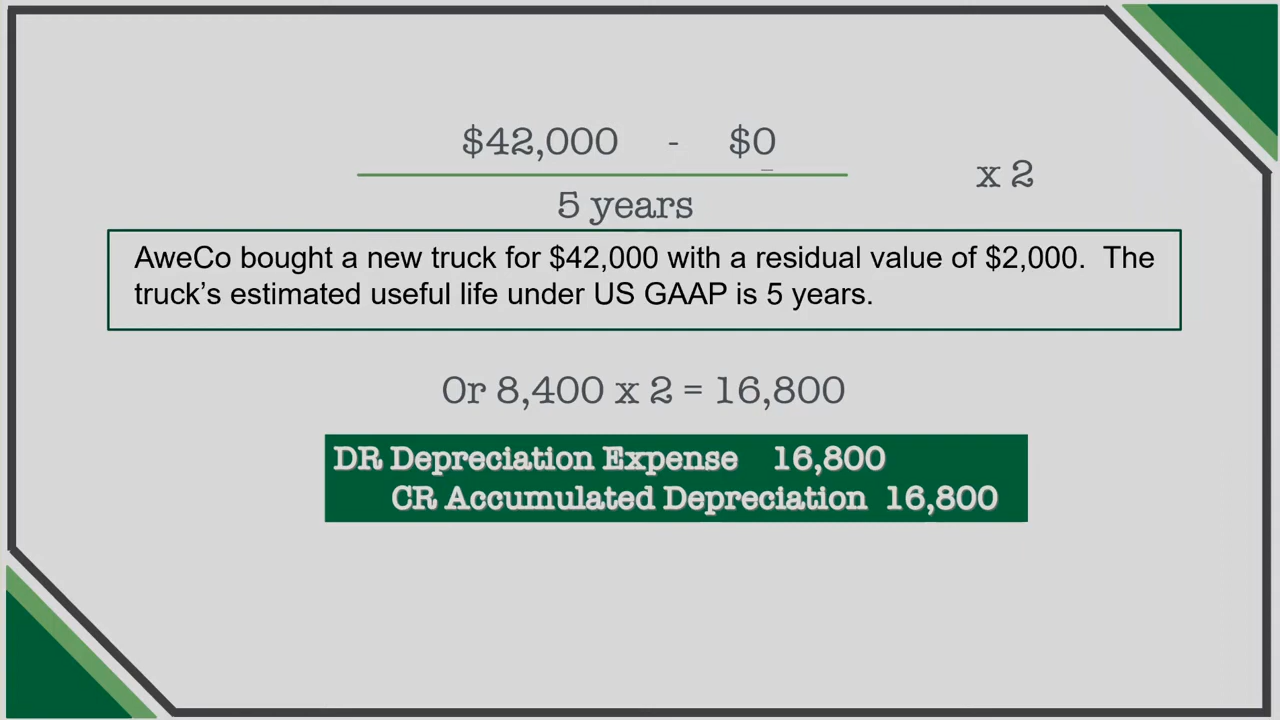 $42,000 - $0
x 2
5 years
AweCo bought a new truck for $42,000 with a residual value of $2,000. The
truck's estimated useful life under US GAAP is 5 years.
Or 8,400 x 2 = 16,800
DR Depreciation Expense 16,800
CR Accumulated Depreciation 16,800